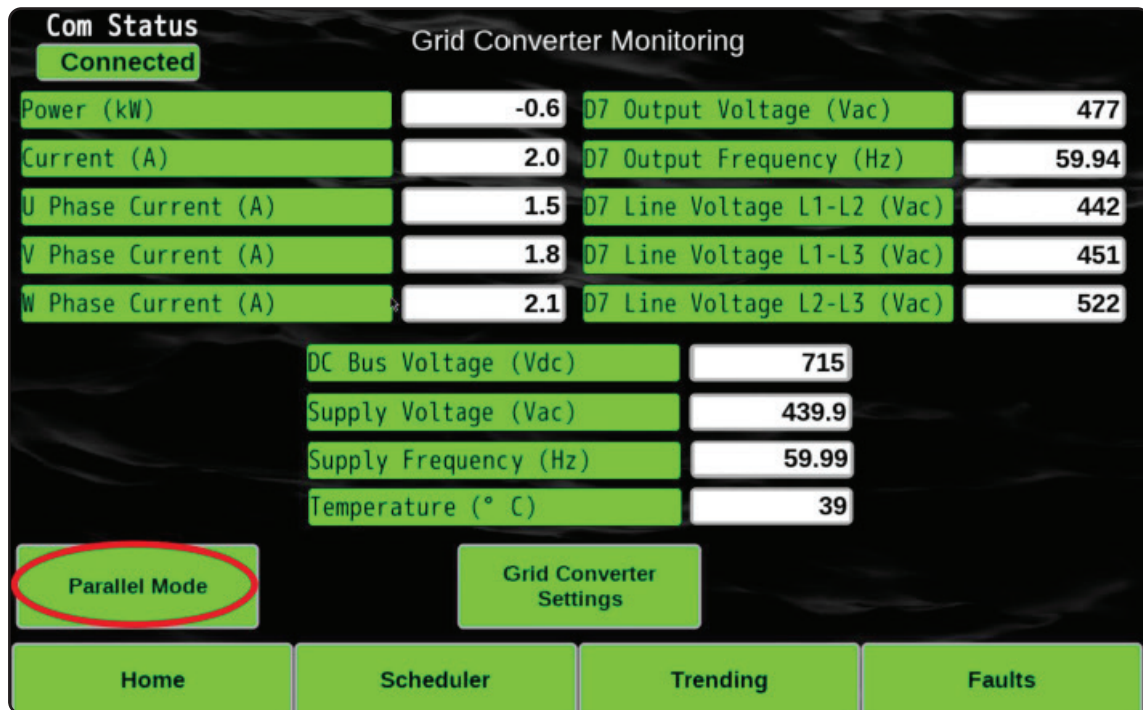 Com Status
Connected
Grid Converter Monitoring
Power (kW) -0.6 D7 Output Voltage (Vac) 477
Current (A) 2.0 D7 Output Frequency (Hz) 59.94
U Phase Current (A) 1.5 D7 Line Voltage L1-L2 (Vac) 442
V Phase Current (A) 1.8 D7 Line Voltage L1-L3 (Vac) 451
W Phase Current (A) 2.1 D7 Line Voltage L2-L3 (Vac) 522
DC Bus Voltage (Vdc) 715
Supply Voltage (Vac) 439.9
Supply Frequency (Hz) 59.99
Temperature (° C) 39
Parallel Mode
Grid Converter
Settings
Home Scheduler Trending Faults